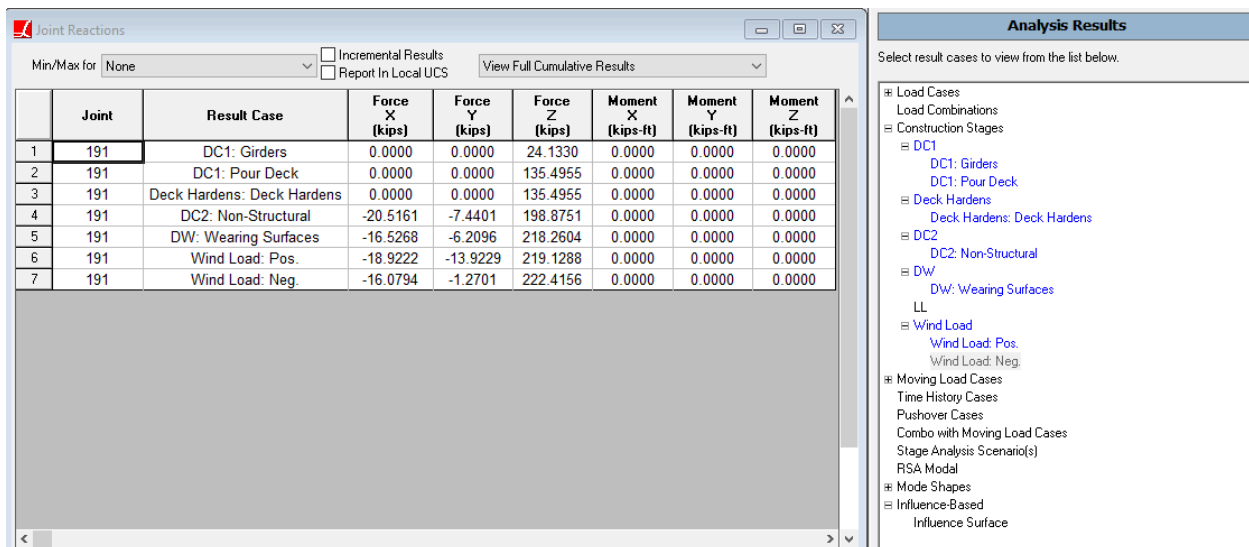 Joint Reactions
Min/Max for None
Incremental Results
Report In Local UCS
View Full Cumulative Results
Joint Result Case Force X (kips) Force Y (kips) Force Z (kips) Moment X (kips-ft) Moment Y (kips-ft) Moment Z (kips-ft)
1 191 DC1: Girders 0.0000 0.0000 24.1330 0.0000 0.0000 0.0000
2 191 DC1: Pour Deck 0.0000 0.0000 135.4955 0.0000 0.0000 0.0000
3 191 Deck Hardens: Deck Hardens 0.0000 0.0000 135.4955 0.0000 0.0000 0.0000
4 191 DC2: Non-Structural -20.5161 -7.4401 198.8751 0.0000 0.0000 0.0000
5 191 DW: Wearing Surfaces -16.5268 -6.2096 218.2604 0.0000 0.0000 0.0000
6 191 Wind Load: Pos. -18.9222 -13.9229 219.1288 0.0000 0.0000 0.0000
7 191 Wind Load: Neg. -16.0794 -1.2701 222.4156 0.0000 0.0000 0.0000
Analysis Results
Select result cases to view from the list below.
Load Cases
Load Combinations
Construction Stages
DC1
DC1: Girders
DC1: Pour Deck
Deck Hardens
Deck Hardens: Deck Hardens
DC2
DC2: Non-Structural
DW
DW: Wearing Surfaces
LL
Wind Load
Wind Load: Pos.
Wind Load: Neg.
Moving Load Cases
Time History Cases
Pushover Cases
Combo with Moving Load Cases
Stage Analysis Scenario(s)
RSA Modal
Mode Shapes
Influence-Based
Influence Surface